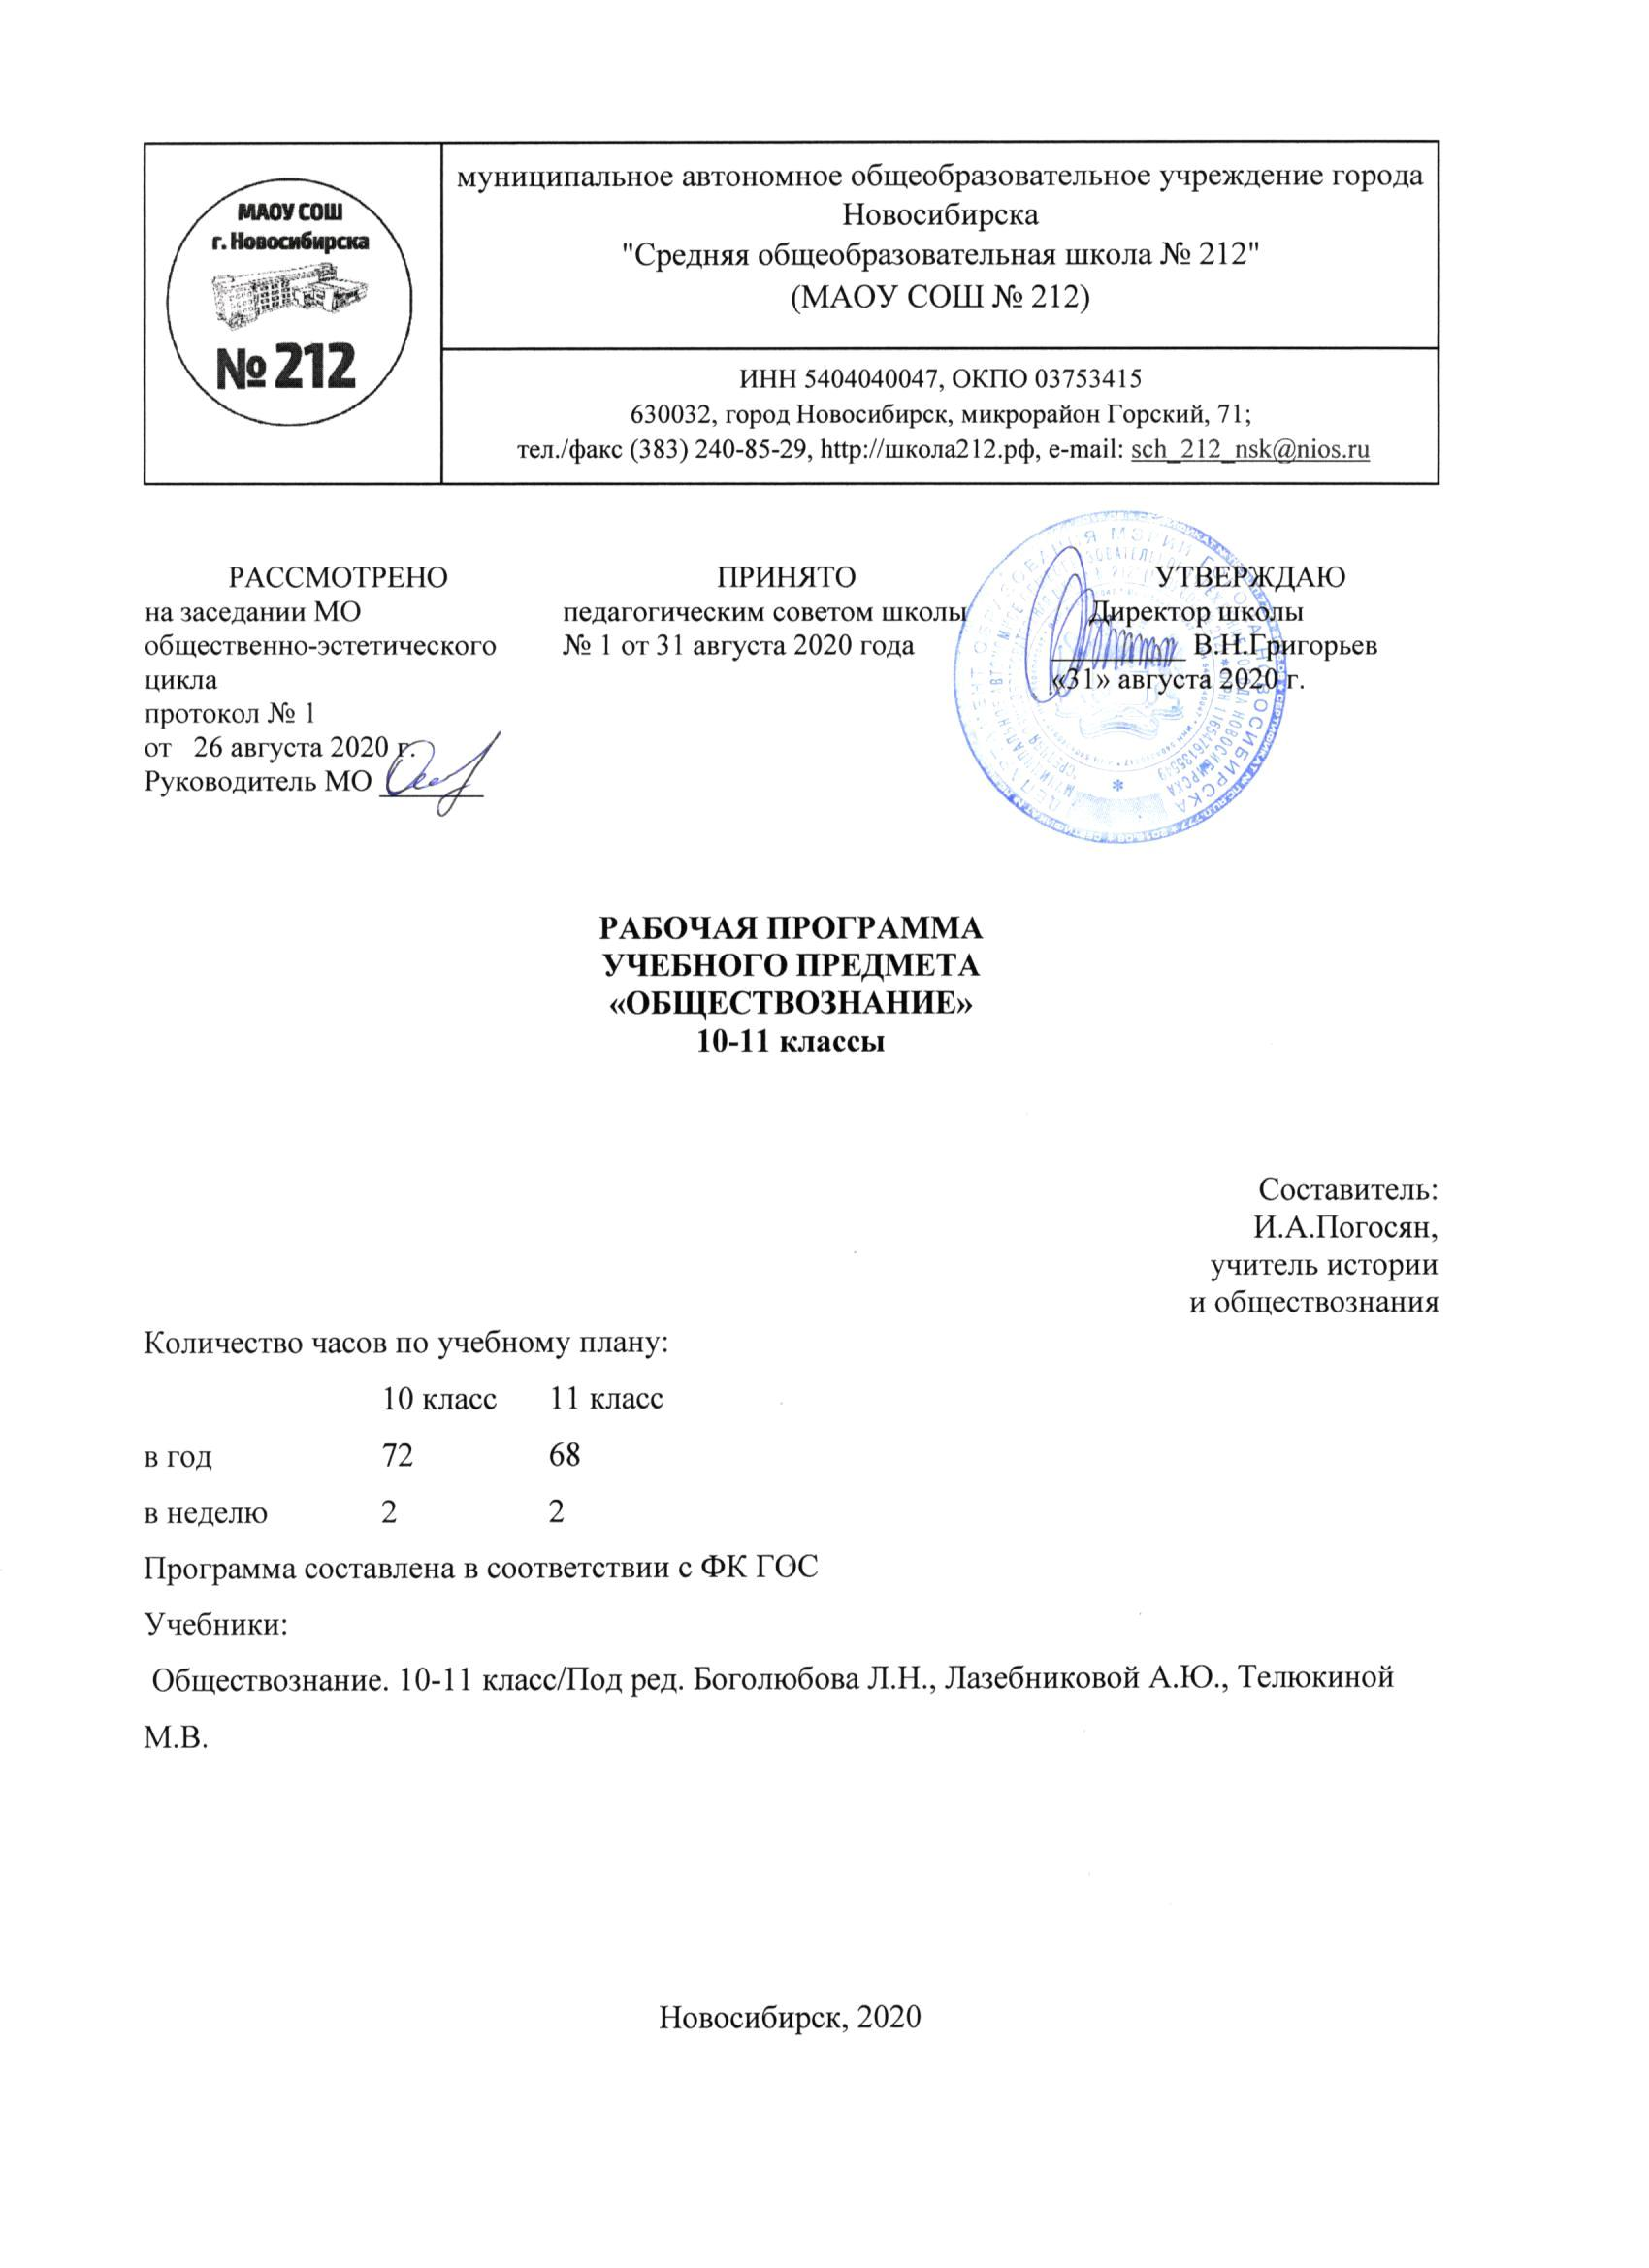 МАОУ СОШ
г. Новосибирска
№ 212
муниципальное автономное общеобразовательное учреждение города
Новосибирска
"Средняя общеобразовательная школа № 212"
(МАОУ СОШ № 212)
ИНН 5404040047, ОКПО 03753415
630032, город Новосибирск, микрорайон Горский, 71;
тел./факс (383) 240-85-29, http://школа212.рф, e-mail: sch_212_nsk@nios.ru
РАССМОТРЕНО
на заседании МО
общественно-эстетического
цикла
протокол № 1
от 26 августа 2020 г.
Руководитель МО
ПРИНЯТО
педагогическим советом школы
№ 1 от 31 августа 2020 года
УТВЕРЖДАЮ
Директор школы
В.Н.Григорьев
«31» августа 2020 г.
РАБОЧАЯ ПРОГРАММА
УЧЕБНОГО ПРЕДМЕТА
«ОБЩЕСТВОЗНАНИЕ»
10-11 классы
Составитель:
И.А.Погосян,
учитель истории
и обществознания
Количество часов по учебному плану:
10 класс 11 класс
в год 72 68
в неделю 2 2
Программа составлена в соответствии с ФК ГОС
Учебники:
Обществознание. 10-11 класс/Под ред. Боголюбова Л.Н., Лазебниковой А.Ю., Телюкиной
М.В.
Новосибирск, 2020